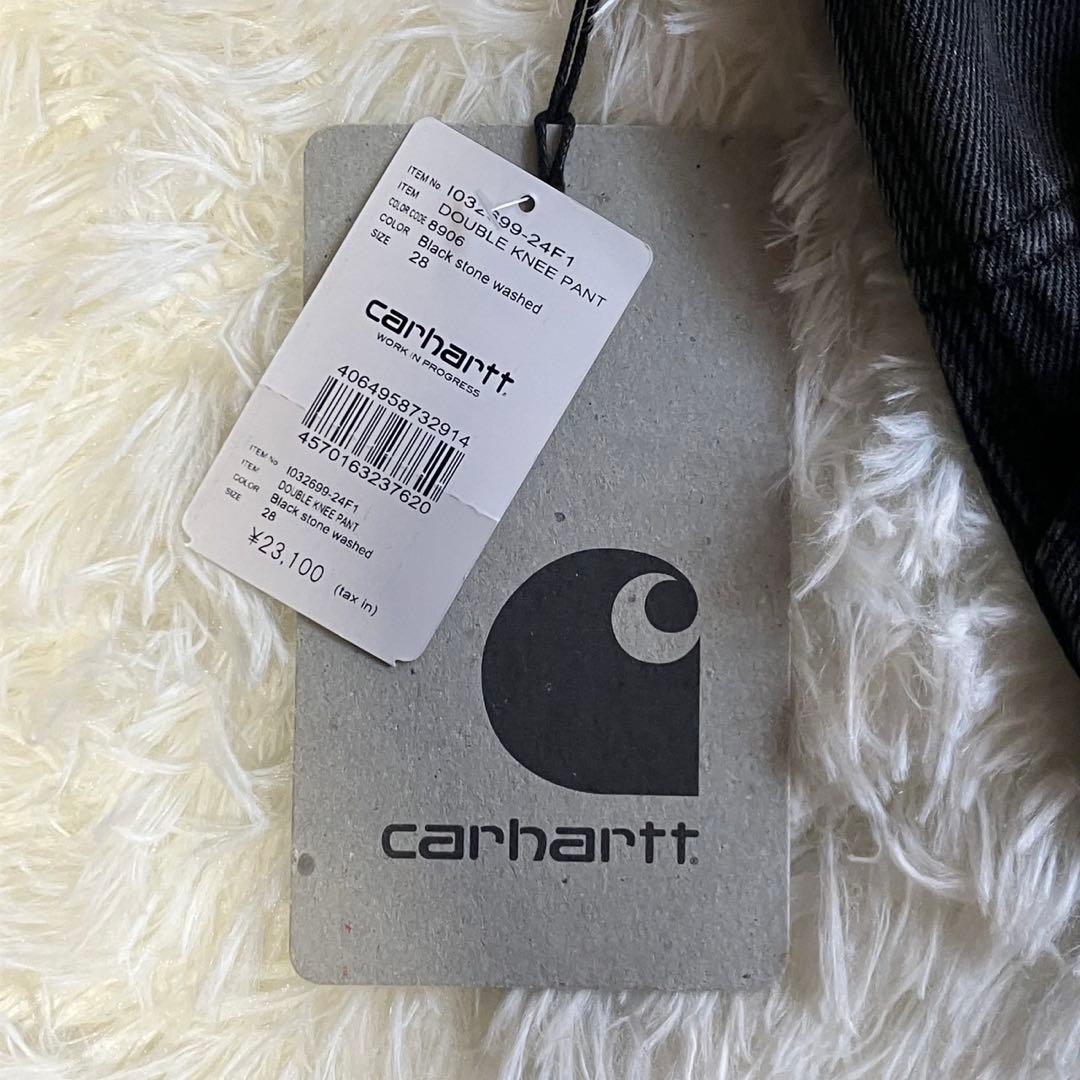 ITEM No I032699-24F1
ITEM DOUBLE KNEE PANT
COLOR CODE 8906
COLOR Black stone washed
SIZE 28
carhartt
WORK IN PROGRESS
4064958732914
4570163237620
ITEM No I032699-24F1
ITEM DOUBLE KNEE PANT
COLOR Black stone washed
SIZE 28
¥23,100 (tax in)
carhartt